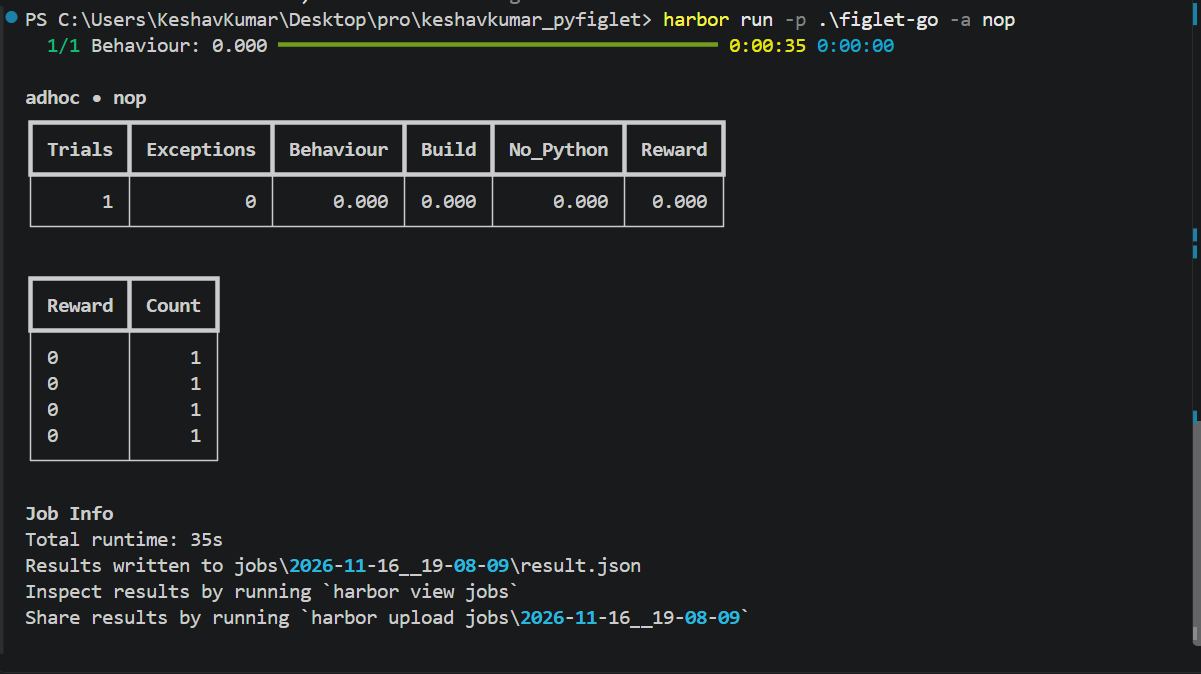 PS C:\Users\KeshavKumar\Desktop\pro\keshavkumar_pyfiglet> harbor run -p .\figlet-go -a nop
1/1 Behaviour: 0.000 0:00:35 0:00:00
adhoc • nop
Trials Exceptions Behaviour Build No_Python Reward
1 0 0.000 0.000 0.000 0.000
Reward Count
0 1
0 1
0 1
0 1
Job Info
Total runtime: 35s
Results written to jobs\2026-11-16__19-08-09\result.json
Inspect results by running `harbor view jobs`
Share results by running `harbor upload jobs\2026-11-16__19-08-09`